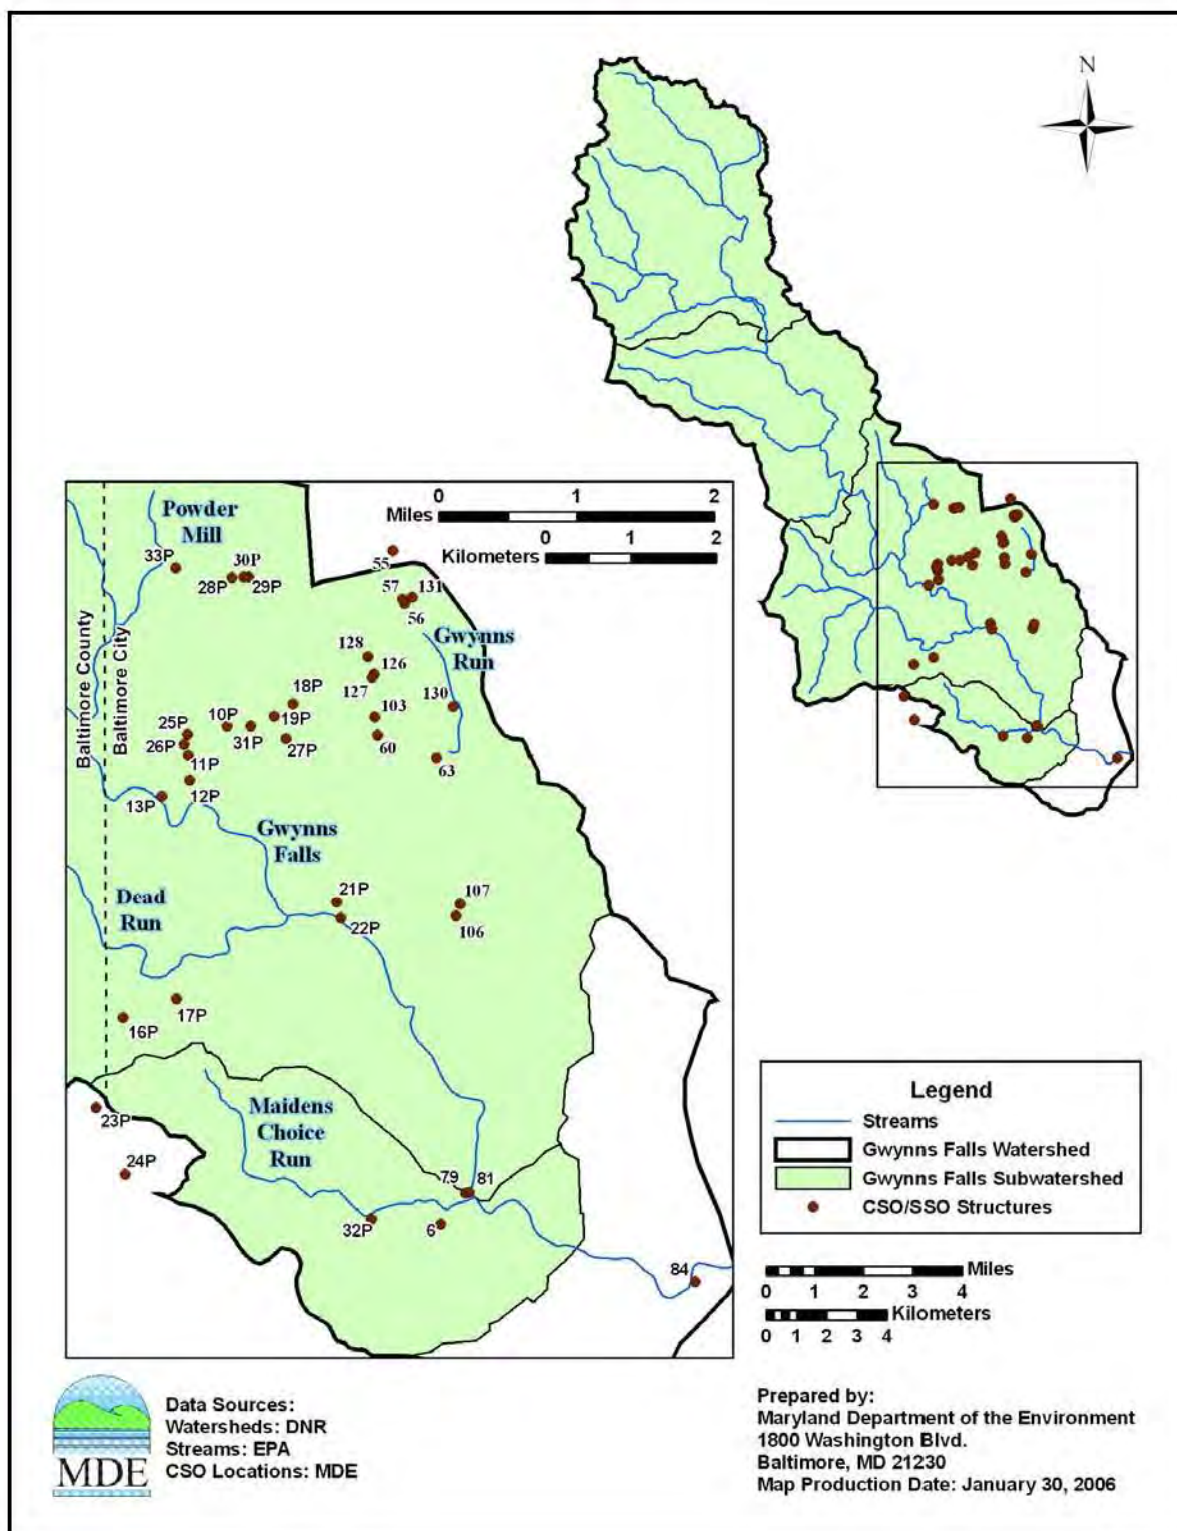 N
0 1 2
Miles
0 1 2
Kilometers
Powder
Mill
33P
30P
28P
29P
55
57
131
56
Gwynns
Run
128
126
127
18P
130
103
19P
10P
25P
31P
27P
60
26P
11P
63
12P
13P
Baltimore County
Baltimore City
Gwynns
Falls
Dead
Run
21P
107
22P
106
17P
16P
Maidens
Choice
Run
23P
24P
79
81
32P
6
84
Legend
Streams
Gwynns Falls Watershed
Gwynns Falls Subwatershed
CSO/SSO Structures
Miles
0 1 2 3 4
Kilometers
0 1 2 3 4
MDE
Data Sources:
Watersheds: DNR
Streams: EPA
CSO Locations: MDE
Prepared by:
Maryland Department of the Environment
1800 Washington Blvd.
Baltimore, MD 21230
Map Production Date: January 30, 2006